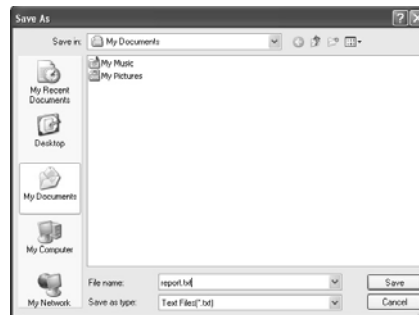 Save As
Save in: My Documents
My Music
My Pictures
My Recent
Documents
Desktop
My Documents
My Computer
My Network
File name: report.txt Save
Save as type: Text Files(*.txt) Cancel